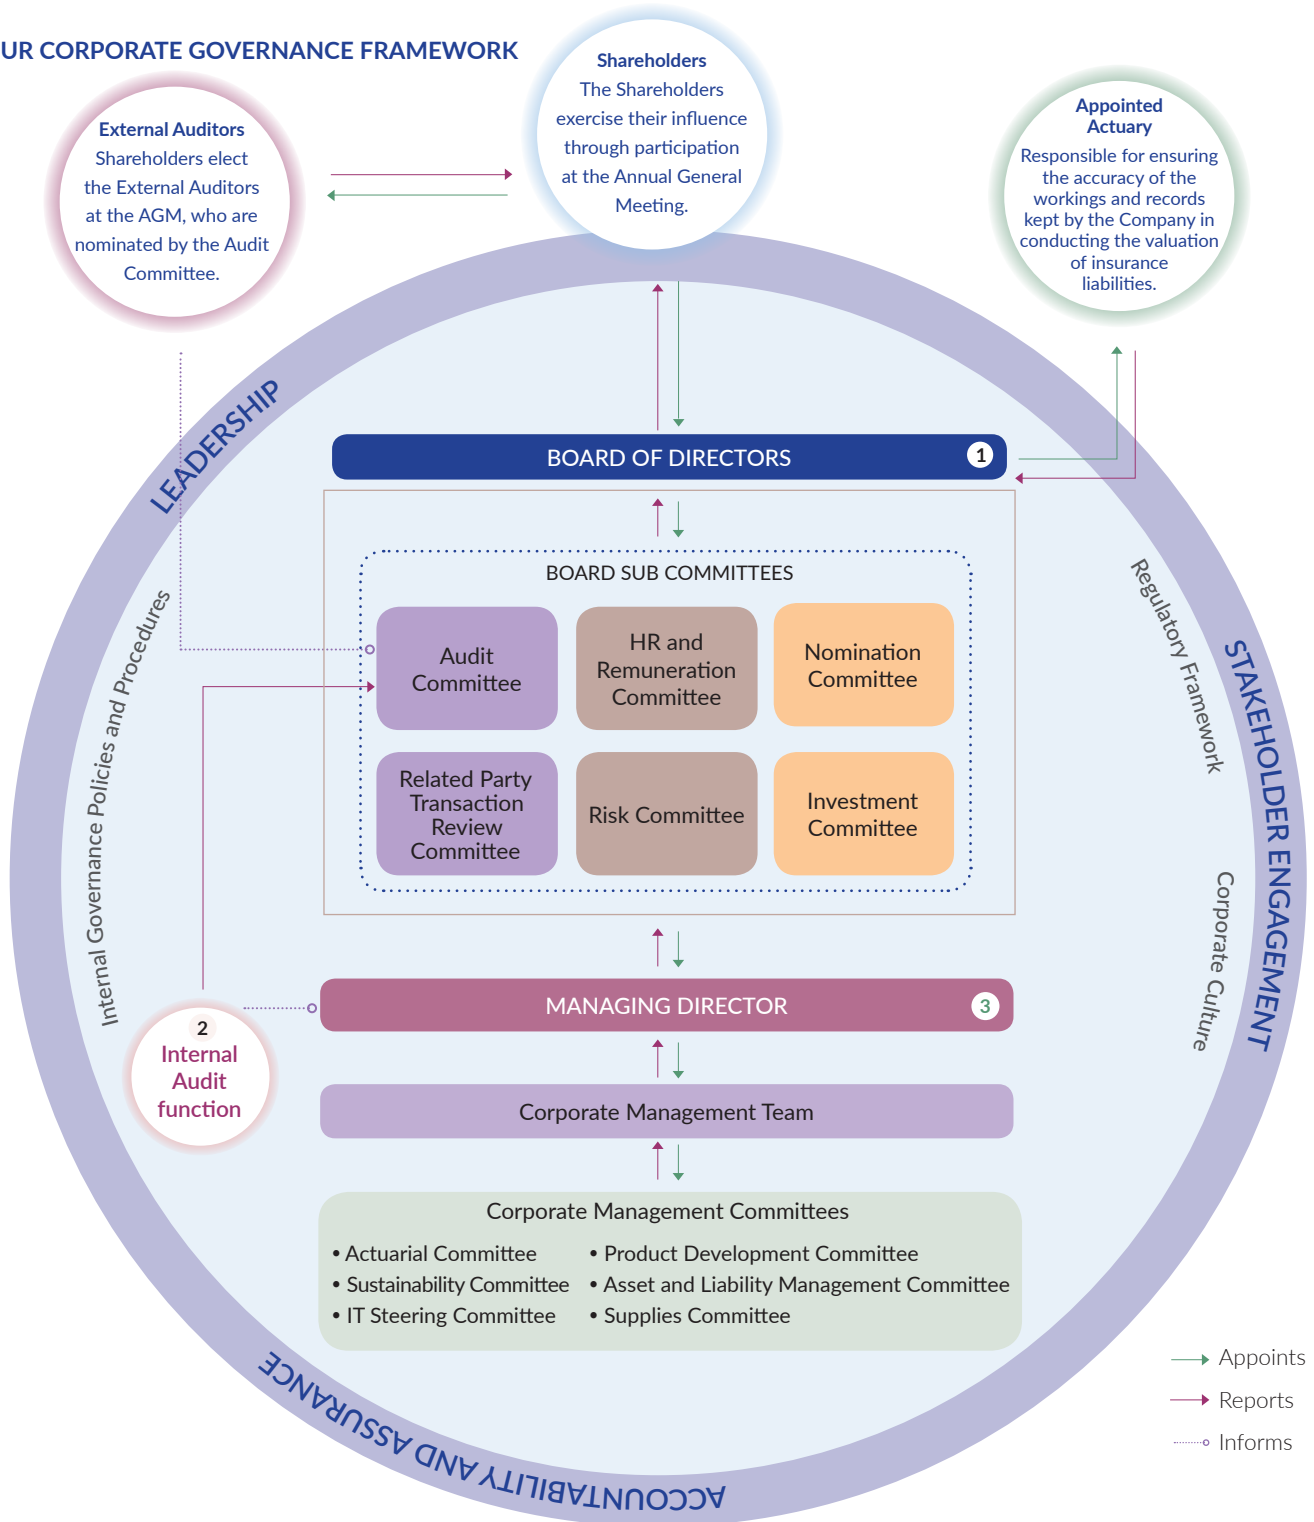 UR CORPORATE GOVERNANCE FRAMEWORK
Shareholders
The Shareholders
exercise their influence
through participation
at the Annual General
Meeting.
External Auditors
Shareholders elect
the External Auditors
at the AGM, who are
nominated by the Audit
Committee.
Appointed
Actuary
Responsible for ensuring
the accuracy of the
workings and records
kept by the Company in
conducting the valuation
of insurance
liabilities.
LEADERSHIP
BOARD OF DIRECTORS
1
BOARD SUB COMMITTEES
Audit
Committee
HR and
Remuneration
Committee
Nomination
Committee
Related Party
Transaction
Review
Committee
Risk Committee
Investment
Committee
Internal Governance Policies and Procedures
Regulatory Framework
STAKEHOLDER ENGAGEMENT
Corporate Culture
MANAGING DIRECTOR
3
2
Internal
Audit
function
Corporate Management Team
Corporate Management Committees
• Actuarial Committee
• Sustainability Committee
• IT Steering Committee
• Product Development Committee
• Asset and Liability Management Committee
• Supplies Committee
ACCOUNTABILITY AND ASSURANCE
Appoints
Reports
Informs